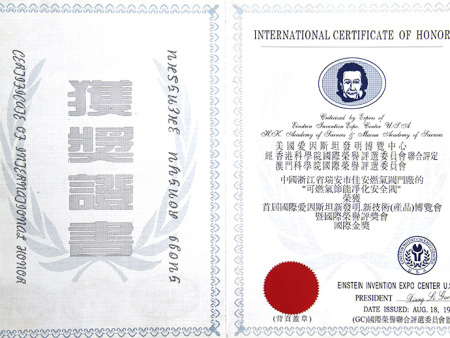 獲獎證書
INTERNATIONAL CERTIFICATE OF HONOR
Einstein Invention Expo. Center U.S.A
H.K. Academy of Science & Macau Academy of Science
美國愛因斯坦發明博覽中心
經香港科學院國際榮譽評選委員會聯合評定
澳門科學院國際榮譽評選委員會
中國浙江省瑞安市佳安燃氣閥門廠的
"可燃氣節能淨化安全閥"
榮獲
首屆國際愛因斯坦新發明、新技術(產品)博覽會
暨國際榮譽評獎會
國際金獎
EINSTEIN INVENTION EXPO CENTER U.S
PRESIDENT
DATE ISSUED: AUG. 18, 19
(背頁蓋章)
(GC)國際榮譽聯合評選委員會